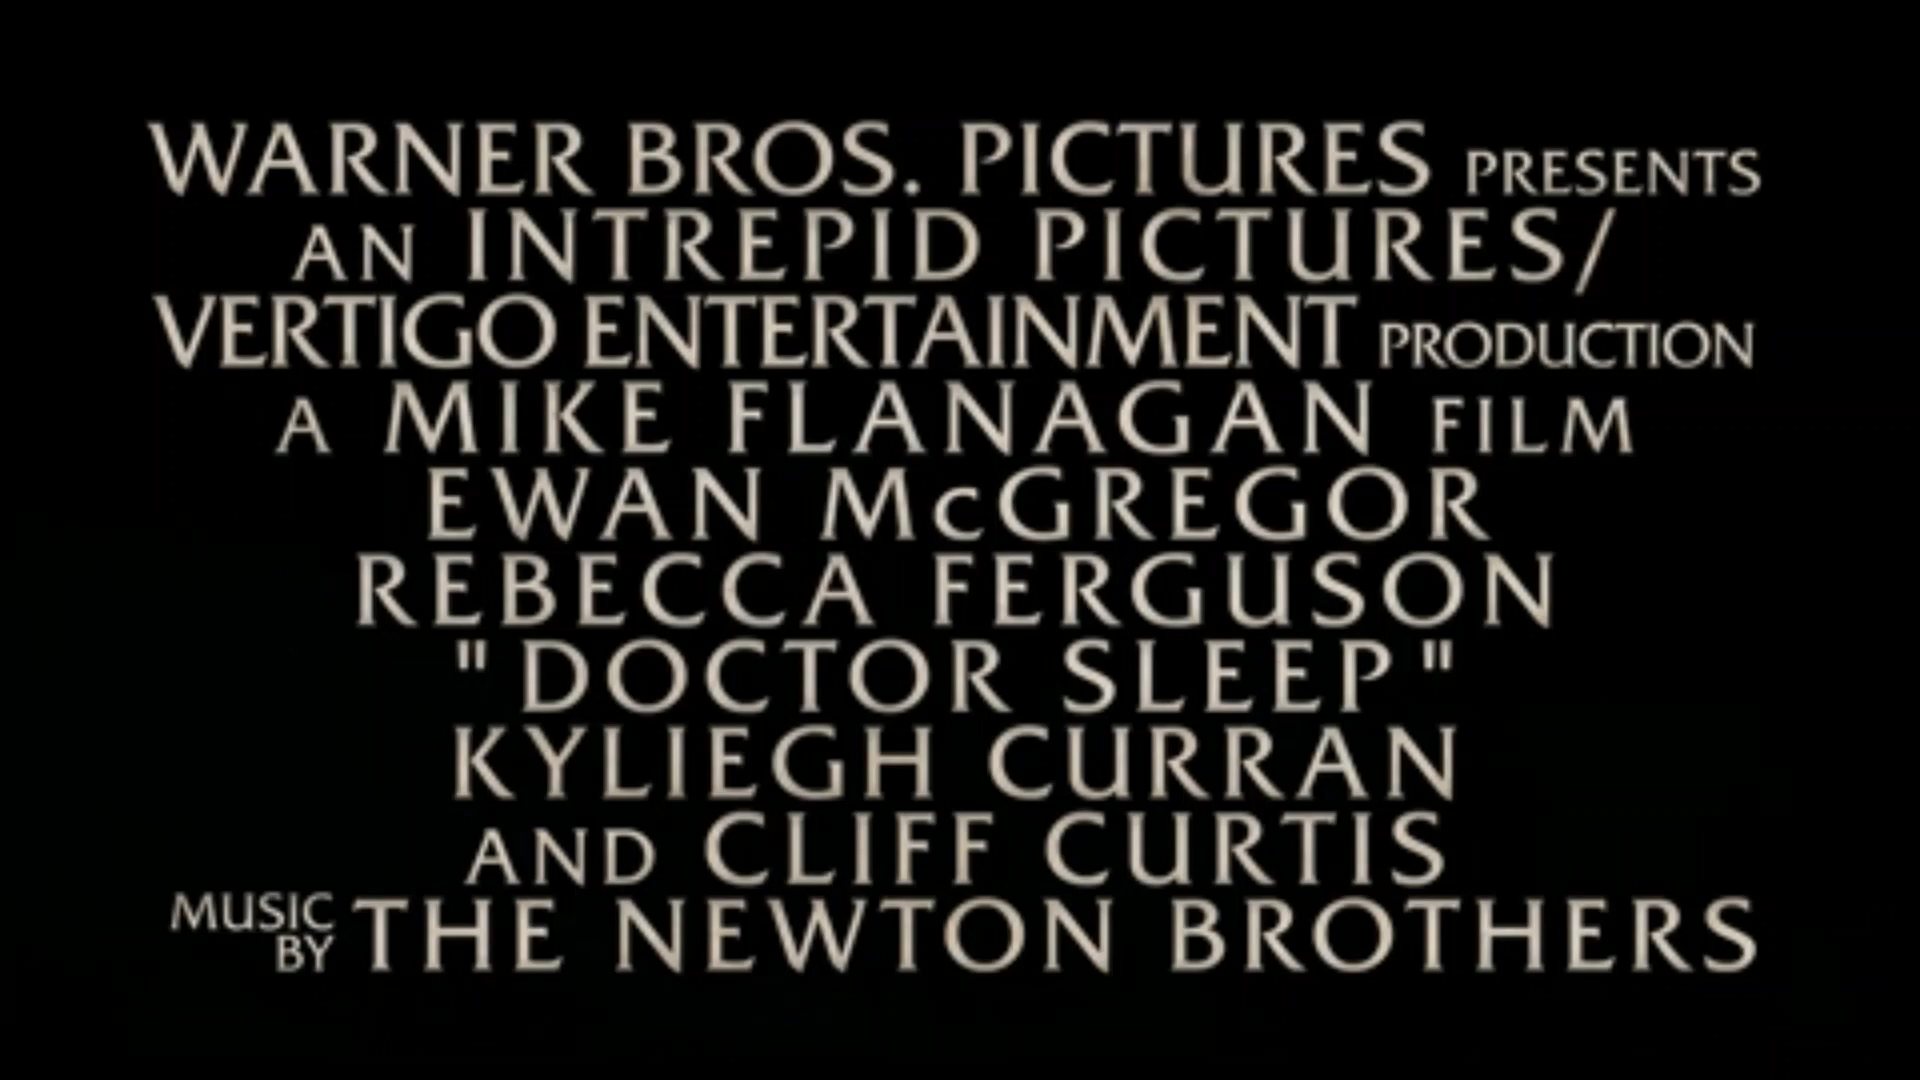 WARNER BROS. PICTURES PRESENTS
AN INTREPID PICTURES/
VERTIGO ENTERTAINMENT PRODUCTION
A MIKE FLANAGAN FILM
EWAN McGREGOR
REBECCA FERGUSON
"DOCTOR SLEEP"
KYLIEGH CURRAN
AND CLIFF CURTIS
MUSIC BY THE NEWTON BROTHERS